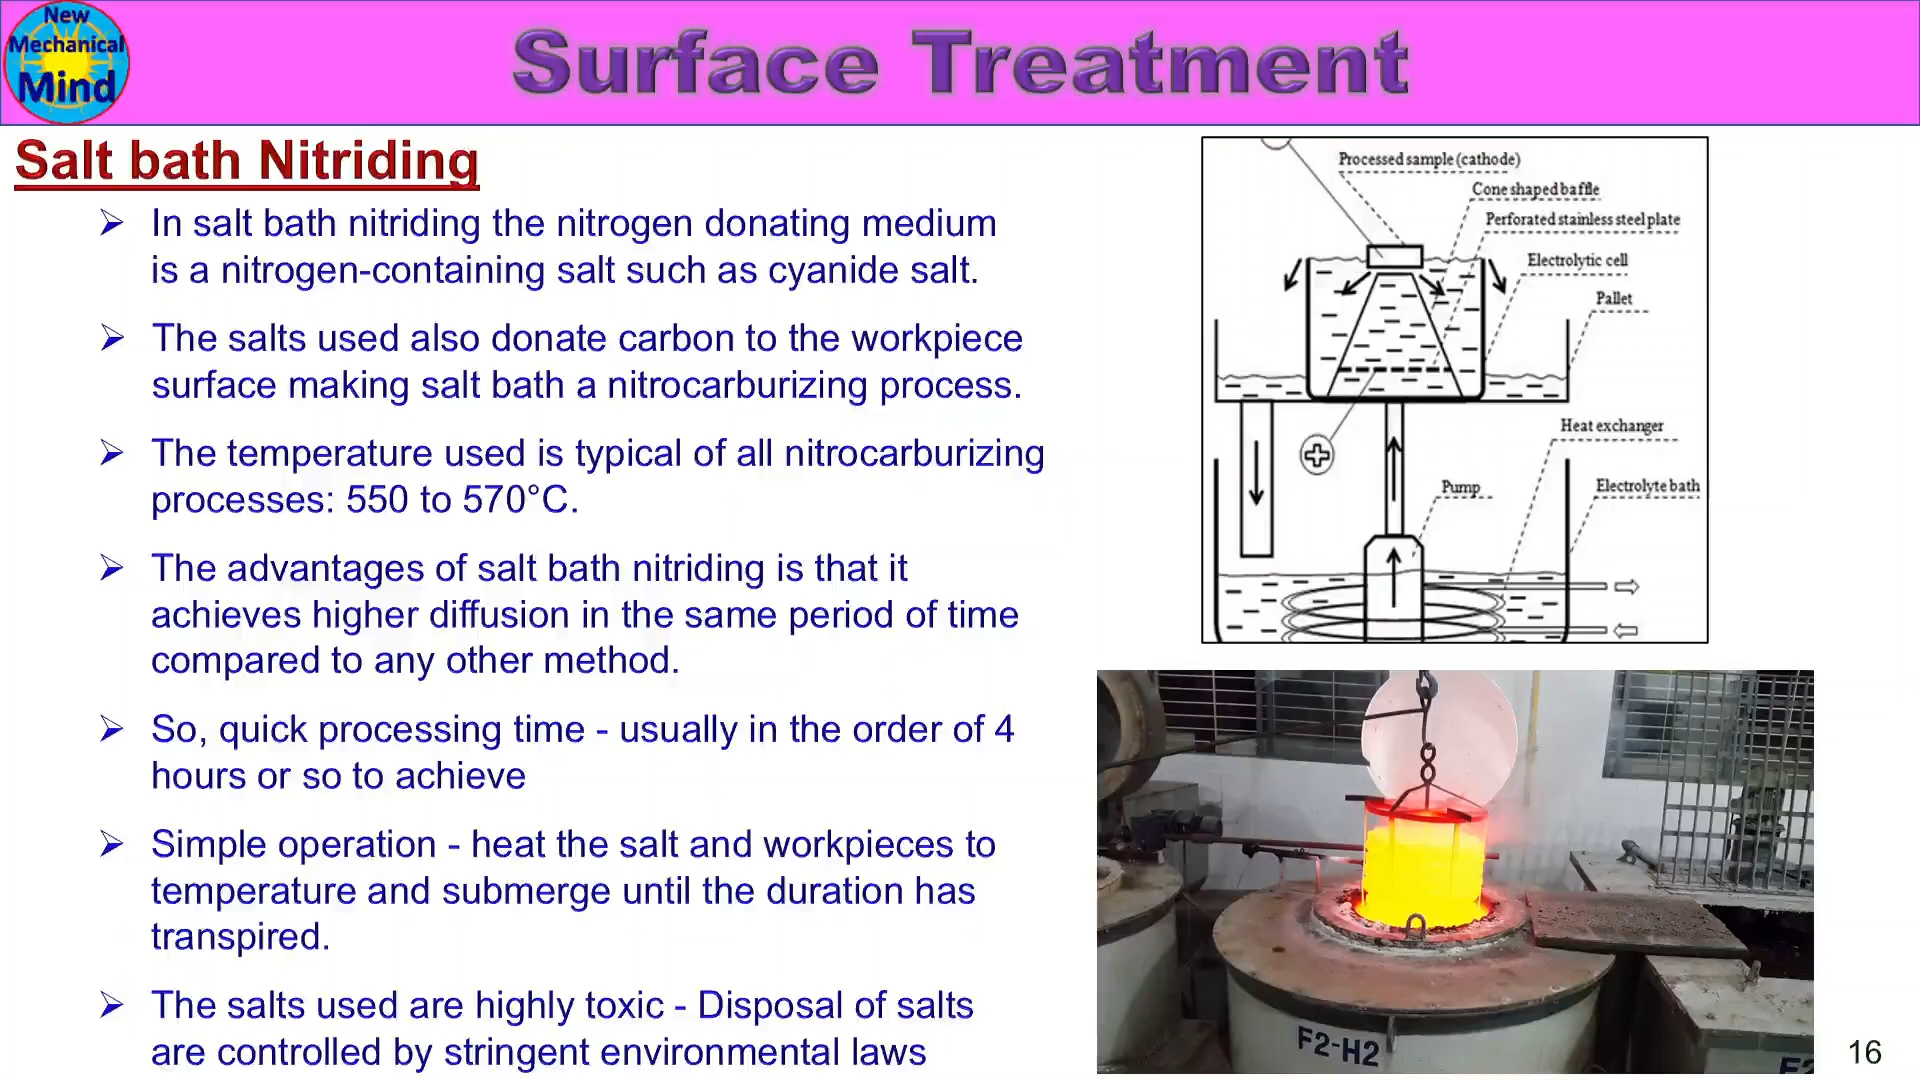 New
Mechanical
Mind
Surface Treatment
Salt bath Nitriding
In salt bath nitriding the nitrogen donating medium
is a nitrogen-containing salt such as cyanide salt.
The salts used also donate carbon to the workpiece
surface making salt bath a nitrocarburizing process.
The temperature used is typical of all nitrocarburizing
processes: 550 to 570°C.
The advantages of salt bath nitriding is that it
achieves higher diffusion in the same period of time
compared to any other method.
So, quick processing time - usually in the order of 4
hours or so to achieve
Simple operation - heat the salt and workpieces to
temperature and submerge until the duration has
transpired.
The salts used are highly toxic - Disposal of salts
are controlled by stringent environmental laws
Processed sample (cathode)
Cone shaped baffle
Perforated stainless steel plate
Electrolytic cell
Pallet
Heat exchanger
Pump
Electrolyte bath
F2-H2
16